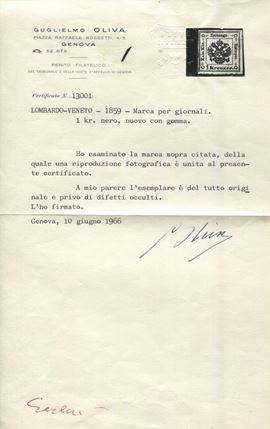 GUGLIELMO OLIVA
PIAZZA RAFFAELE ROSSETTI, 4-5
GENOVA
52.879
PERITO FILATELICO
DEL TRIBUNALE E DELLA CORTE D'APPELLO DI GENOVA
Certificato N. 13001
LOMBARDO-VENETO - 1859 - Marca per giornali.
1 kr. nero, nuovo con gomma.
Ho esaminato la marca sopra citata, della
quale una riproduzione fotografica è unita al presen-
te certificato.
A mio parere l'esemplare è del tutto origi
nale e privo di difetti occulti.
L'ho firmato.
Genova, 10 giugno 1966
Zeitungs-
1 Kreuzer.